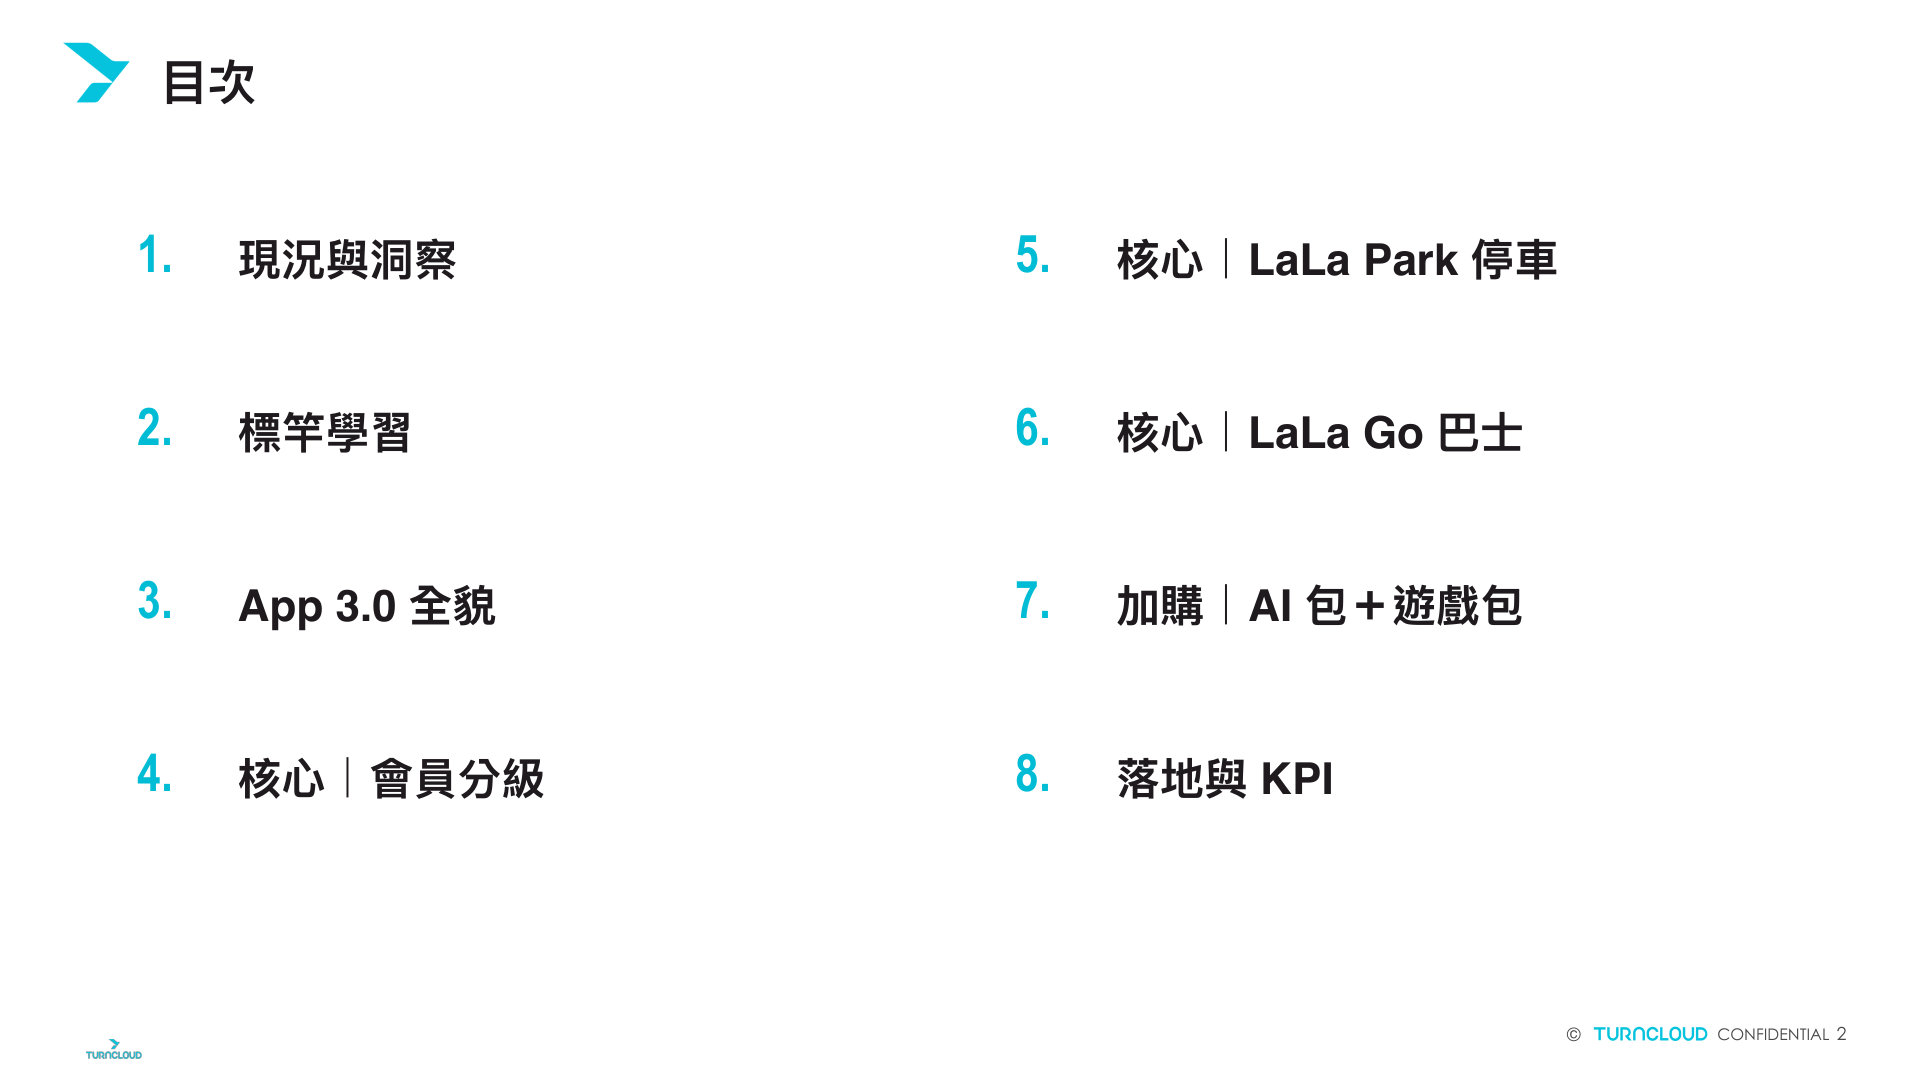 目次
1. 現況與洞察
2. 標竿學習
3. App 3.0 全貌
4. 核心｜會員分級
5. 核心｜LaLa Park 停車
6. 核心｜LaLa Go 巴士
7. 加購｜AI 包＋遊戲包
8. 落地與 KPI
TURNCLOUD
© TURNCLOUD CONFIDENTIAL 2